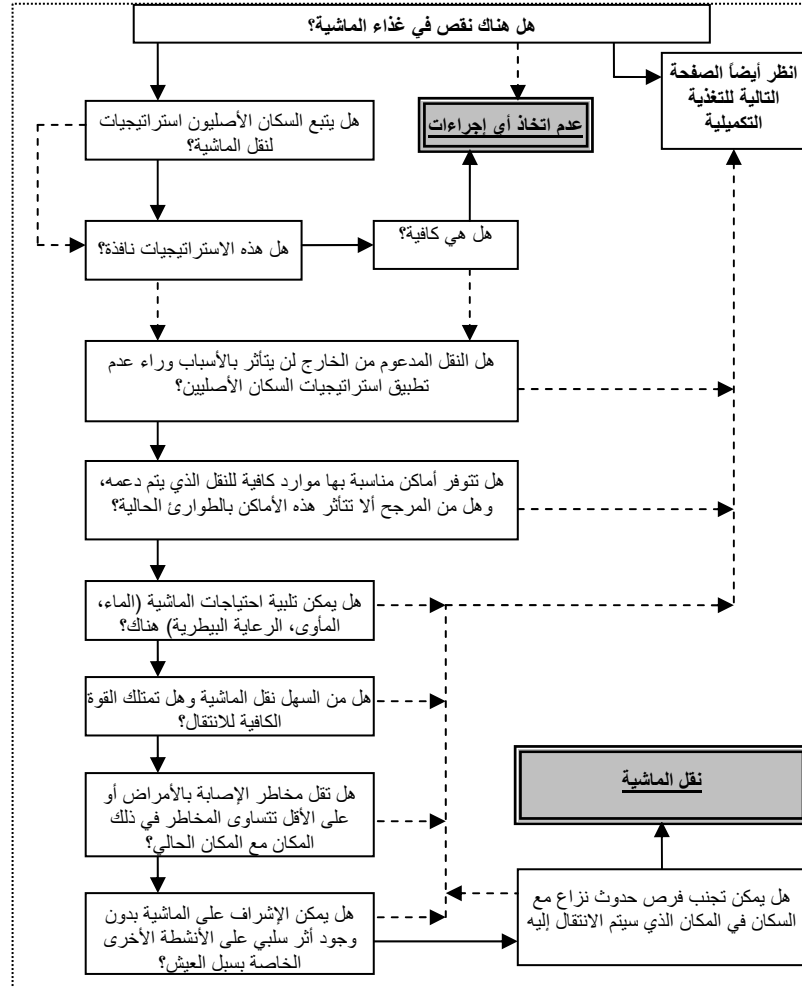 هل هناك نقص في غذاء الماشية؟
انظر أيضاً الصفحة
التالية للتغذية
التكميلية
عدم اتخاذ أي إجراءات
هل يتبع السكان الأصليون استراتيجيات
لنقل الماشية؟
هل هذه الاستراتيجيات نافذة؟
هل هي كافية؟
هل النقل المدعوم من الخارج لن يتأثر بالأسباب وراء عدم
تطبيق استراتيجيات السكان الأصليين؟
هل تتوفر أماكن مناسبة بها موارد كافية للنقل الذي يتم دعمه،
وهل من المرجح ألا تتأثر هذه الأماكن بالطوارئ الحالية؟
هل يمكن تلبية احتياجات الماشية (الماء،
المأوى، الرعاية البيطرية) هناك؟
هل من السهل نقل الماشية وهل تمتلك القوة
الكافية للانتقال؟
هل تقل مخاطر الإصابة بالأمراض أو
على الأقل تتساوى المخاطر في ذلك
المكان مع المكان الحالي؟
هل يمكن الإشراف على الماشية بدون
وجود أثر سلبي على الأنشطة الأخرى
الخاصة بسبل العيش؟
هل يمكن تجنب فرص حدوث نزاع مع
السكان في المكان الذي سيتم الانتقال إليه
نقل الماشية